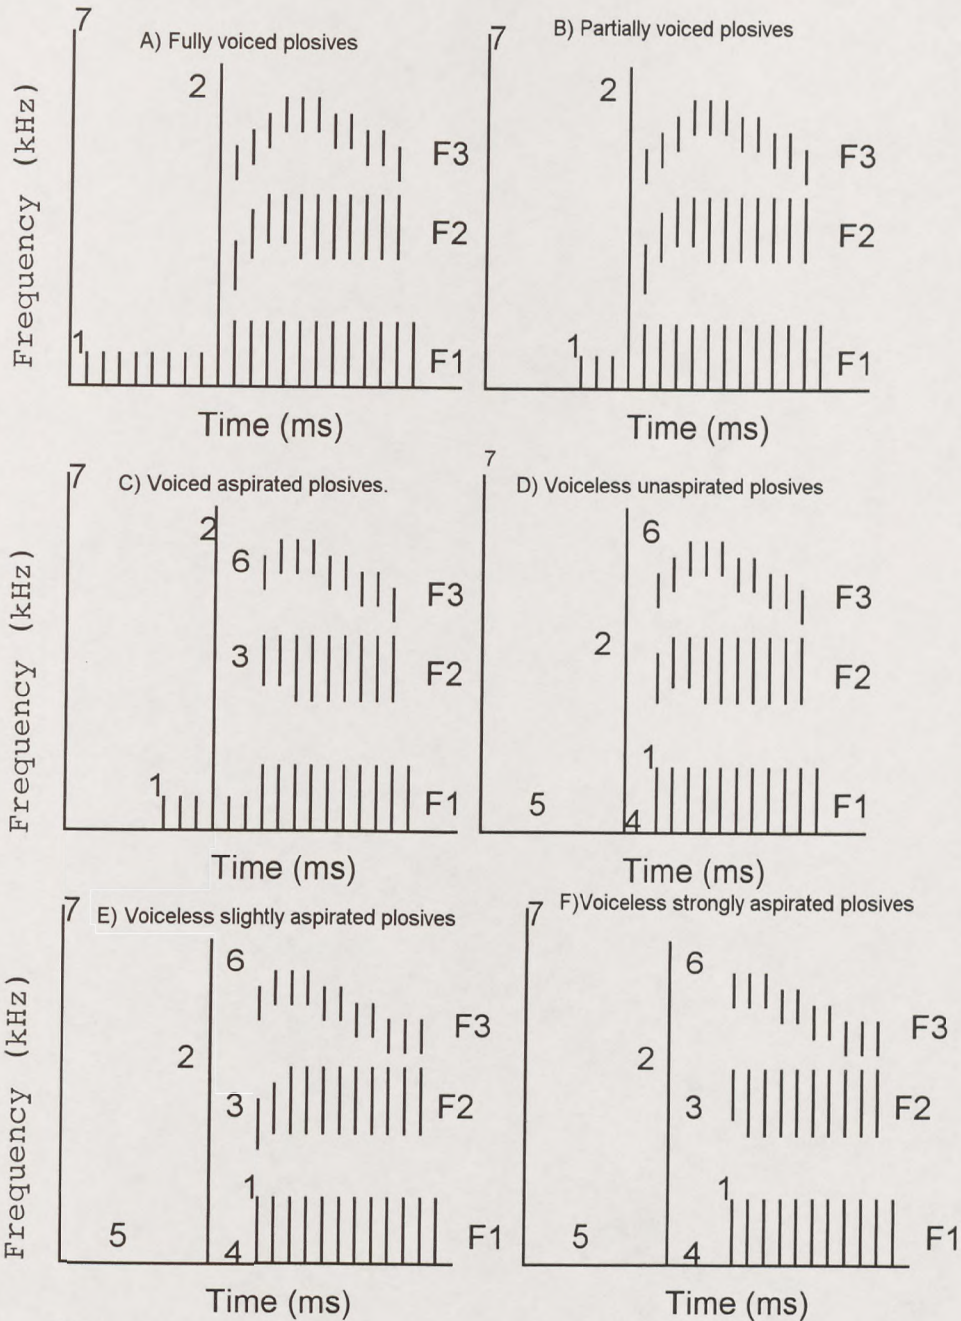 7
A) Fully voiced plosives
2
F3
F2
1
F1
Frequency (kHz)
Time (ms)
7
B) Partially voiced plosives
2
F3
F2
1
F1
Time (ms)
7
C) Voiced aspirated plosives.
2
6
F3
3
F2
1
F1
Frequency (kHz)
Time (ms)
7
D) Voiceless unaspirated plosives
6
F3
2
F2
1
5
F1
4
Time (ms)
7
E) Voiceless slightly aspirated plosives
6
F3
2
3
F2
1
5
F1
4
Frequency (kHz)
Time (ms)
7
F)Voiceless strongly aspirated plosives
6
F3
2
3
F2
1
5
F1
4
Time (ms)